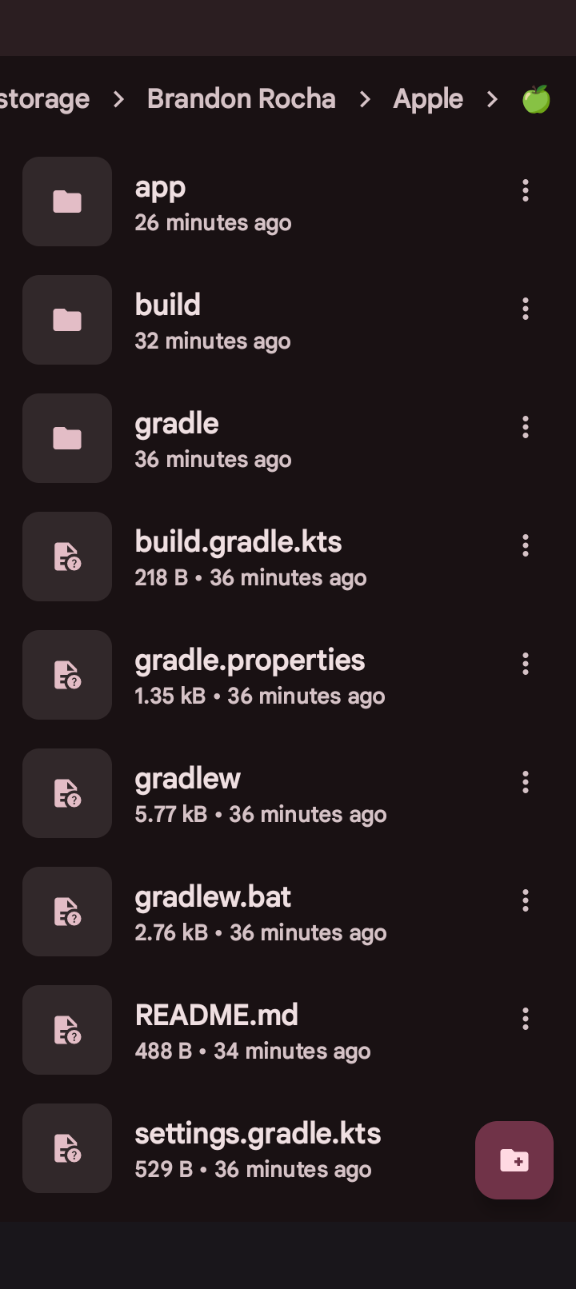 storage > Brandon Rocha > Apple > 🍏
app
26 minutes ago
build
32 minutes ago
gradle
36 minutes ago
build.gradle.kts
218 B • 36 minutes ago
gradle.properties
1.35 kB • 36 minutes ago
gradlew
5.77 kB • 36 minutes ago
gradlew.bat
2.76 kB • 36 minutes ago
README.md
488 B • 34 minutes ago
settings.gradle.kts
529 B • 36 minutes ago